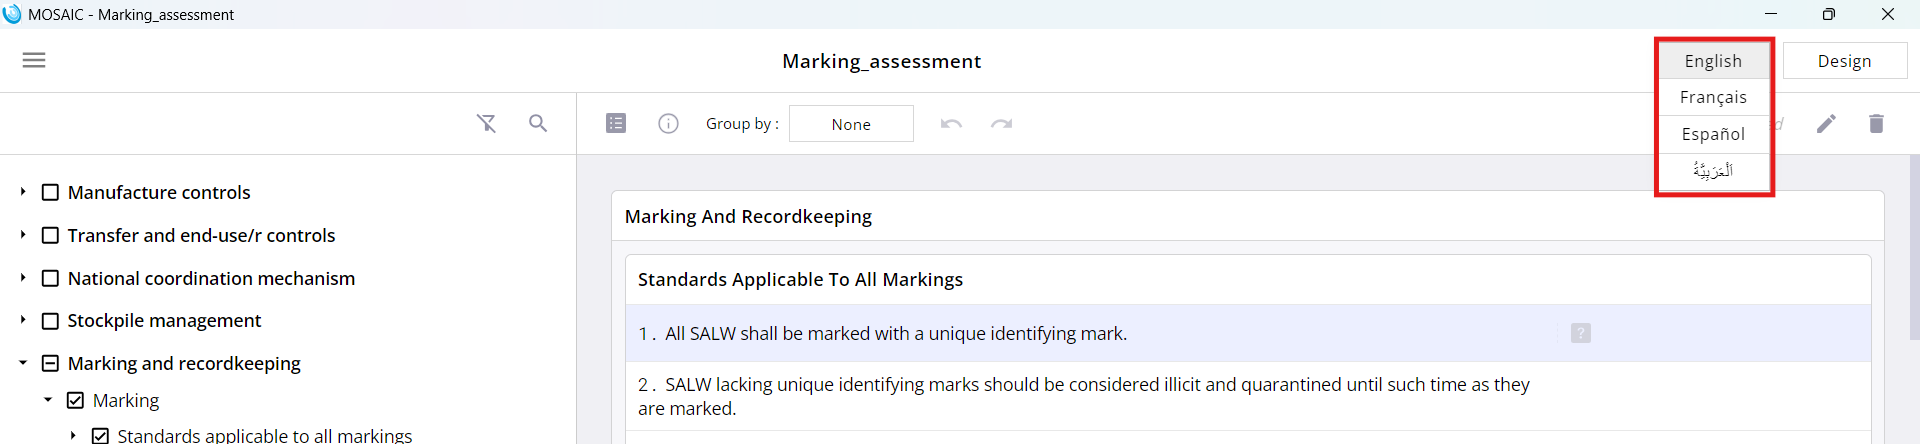 MOSAIC - Marking_assessment
Marking_assessment
English
Design
Français
Español
اَلْعَرَبِيَّةُ
Group by :
None
Manufacture controls
Transfer and end-use/r controls
National coordination mechanism
Stockpile management
Marking and recordkeeping
Marking
Standards applicable to all markings
Marking And Recordkeeping
Standards Applicable To All Markings
1. All SALW shall be marked with a unique identifying mark.
?
2. SALW lacking unique identifying marks should be considered illicit and quarantined until such time as they
are marked.